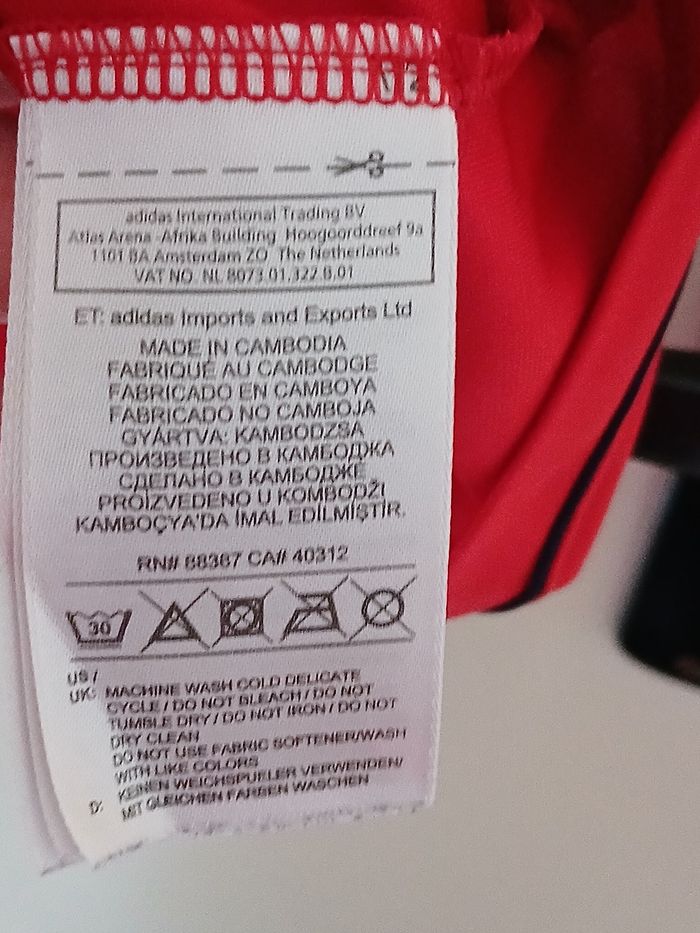 adidas International Trading BV
Atlas Arena -Afrika Building Hoogoorddreef 9a
1101 BA Amsterdam ZO The Netherlands
VAT NO. NL 8073.01.322.B.01
ET: adidas Imports and Exports Ltd
MADE IN CAMBODIA
FABRIQUÉ AU CAMBODGE
FABRICADO EN CAMBOYA
FABRICADO NO CAMBOJA
GYÁRTVA: KAMBODZSA
ПРОИЗВЕДЕНО В КАМБОДЖА
СДЕЛАНО В КАМБОДЖЕ
PROIZVEDENO U KOMBODŽI
KAMBOÇYA'DA İMAL EDİLMİŞTİR.
RN# 88387 CA# 40312
30
US /
UK: MACHINE WASH COLD DELICATE
CYCLE / DO NOT BLEACH / DO NOT
TUMBLE DRY / DO NOT IRON / DO NOT
DRY CLEAN
DO NOT USE FABRIC SOFTENER/WASH
WITH LIKE COLORS
D: KEINEN WEICHSPUELER VERWENDEN/
MIT GLEICHEN FARBEN WASCHEN